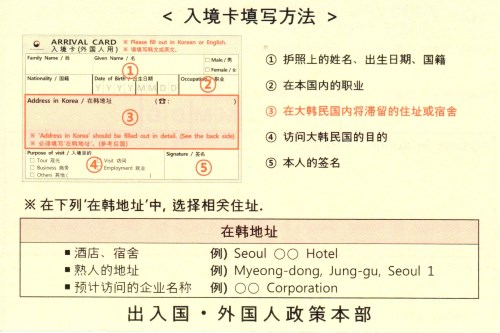 < 入境卡填写方法 >
ARRIVAL CARD
入境卡(外国人用)
※ Please fill out in Korean or English.
※ 请填写韩文或英文.
Family Name / 姓
Given Name / 名
□ Male / 男
□ Female / 女
①
Nationality / 国籍
Date of Birth / 出生日期
Occupation / 职业
YYYYMMDD
②
Address in Korea / 在韩地址 (☎: )
③
※ 'Address in Korea' should be filled out in detail. (See the back side)
※ 必须填写'在韩地址'。(参考后面)
Purpose of visit / 入境目的
□ Tour 观光
□ Visit 访问
□ Business 商务
□ Employment 就业
□ Others 其他( )
④
Signature / 签名
⑤
① 护照上的姓名、出生日期、国籍
② 在本国内的职业
③ 在大韩民国内将滞留的住址或宿舍
④ 访问大韩民国的目的
⑤ 本人的签名
※ 在下列'在韩地址'中, 选择相关住址.
在韩地址
▪ 酒店、宿舍 例) Seoul ○○ Hotel
▪ 熟人的地址 例) Myeong-dong, Jung-gu, Seoul 1
▪ 预计访问的企业名称 例) ○○ Corporation
出入国・外国人政策本部